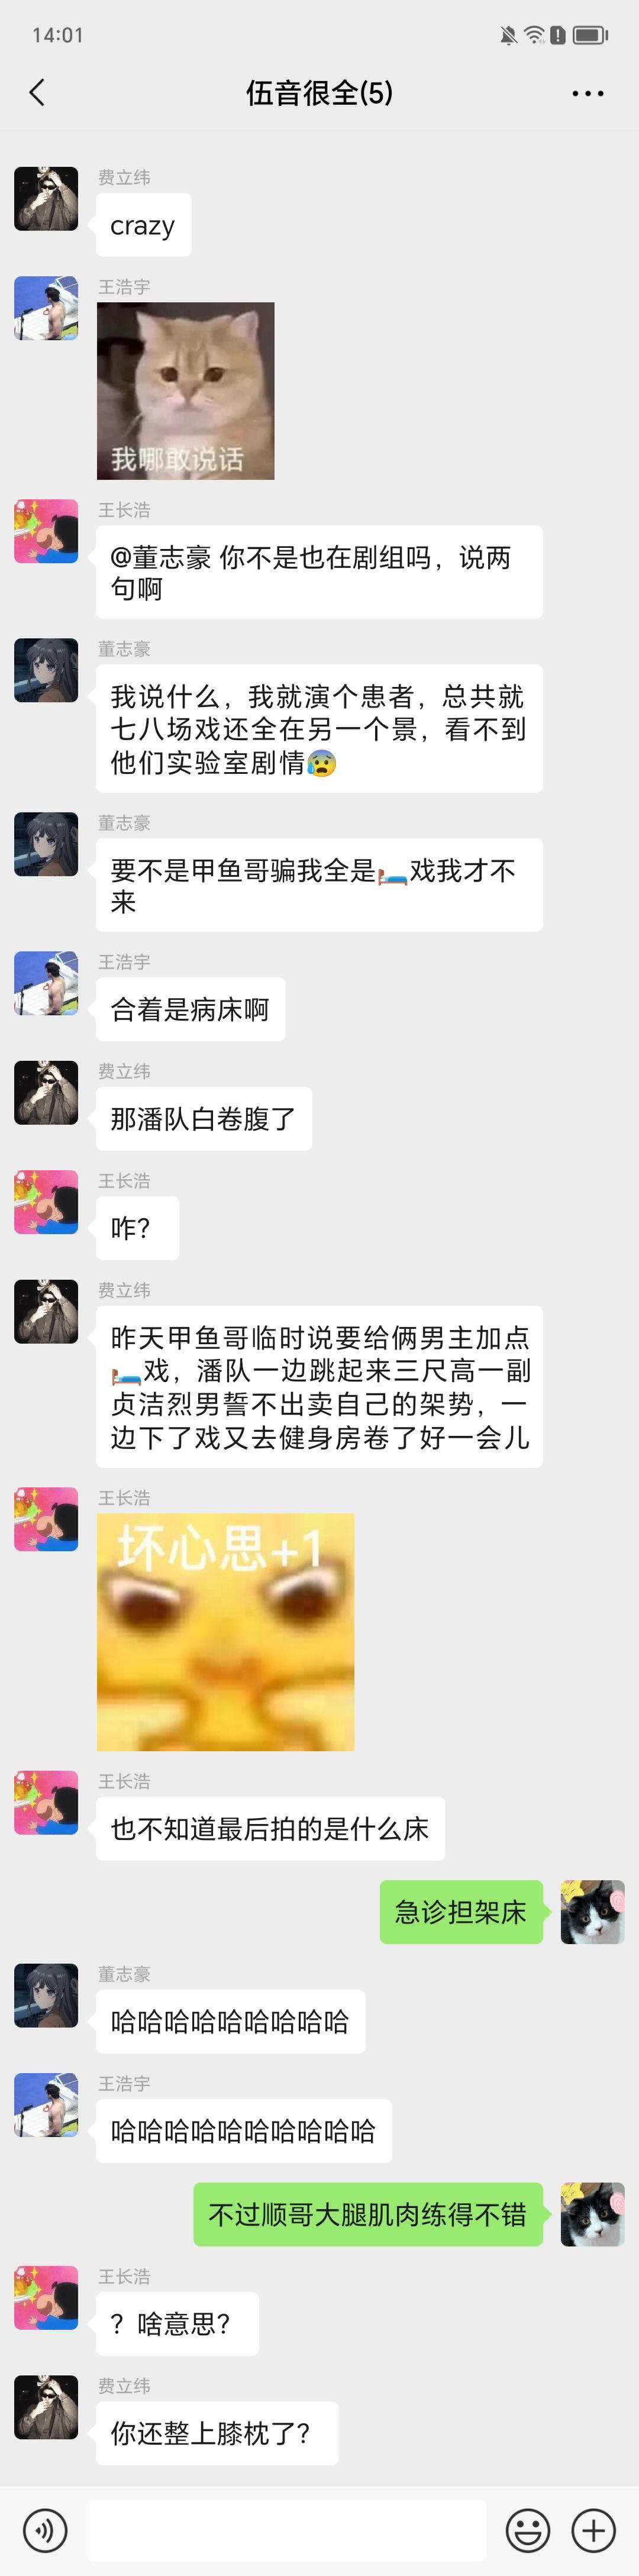 14:01
伍音很全(5)
费立纬
crazy
王浩宇
我哪敢说话
王长浩
@董志豪 你不是也在剧组吗，说两
句啊
董志豪
我说什么，我就演个患者，总共就
七八场戏还全在另一个景，看不到
他们实验室剧情😰
董志豪
要不是甲鱼哥骗我全是🛏️戏我才不
来
王浩宇
合着是病床啊
费立纬
那潘队白卷腹了
王长浩
咋？
费立纬
昨天甲鱼哥临时说要给俩男主加点
🛏️戏，潘队一边跳起来三尺高一副
贞洁烈男誓不出卖自己的架势，一
边下了戏又去健身房卷了好一会儿
王长浩
坏心思+1
王长浩
也不知道最后拍的是什么床
急诊担架床
董志豪
哈哈哈哈哈哈哈哈哈
王浩宇
哈哈哈哈哈哈哈哈哈哈
不过顺哥大腿肌肉练得不错
王长浩
？啥意思？
费立纬
你还整上膝枕了？